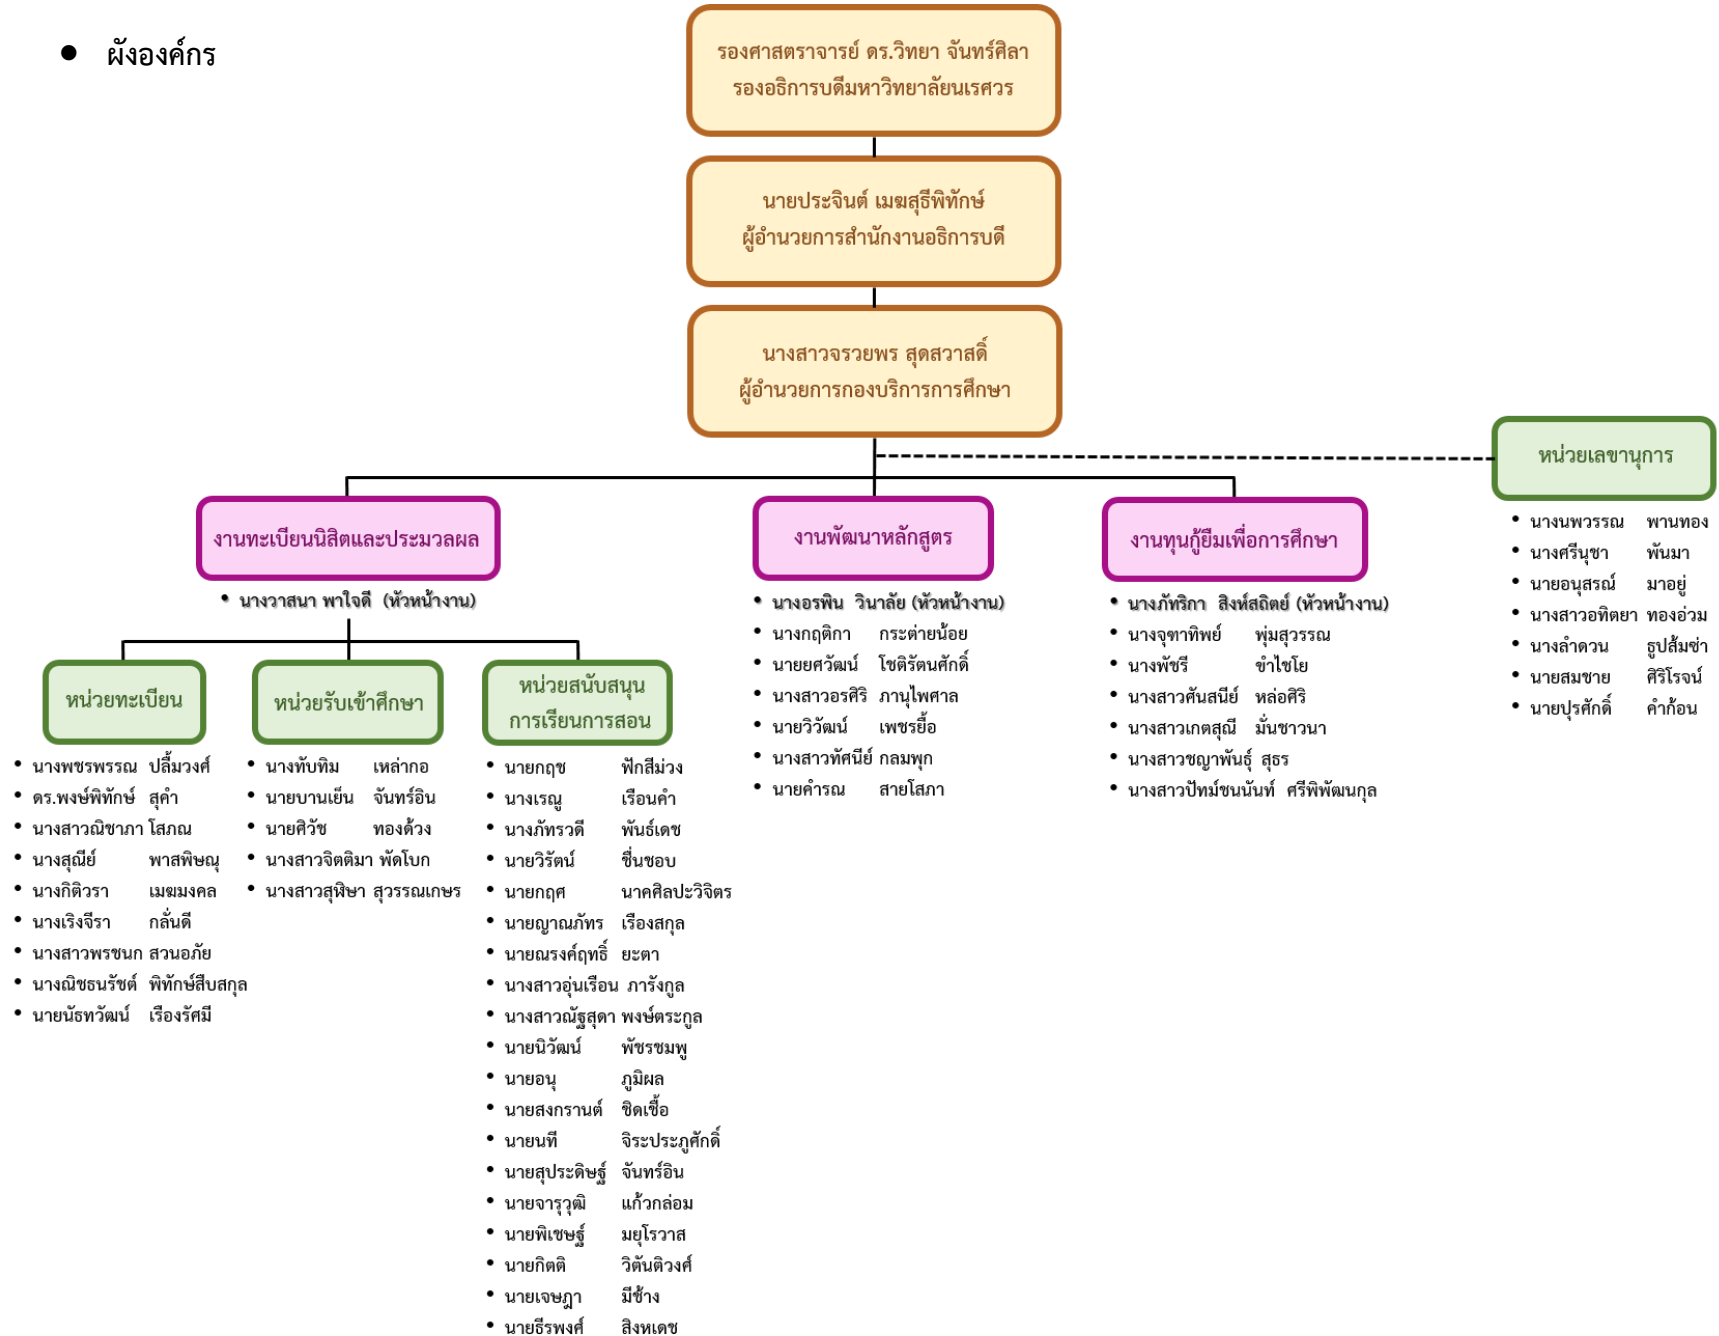 • ผังองค์กร
รองศาสตราจารย์ ดร.วิทยา จันทร์ศิลา
รองอธิการบดีมหาวิทยาลัยนเรศวร
นายประจินต์ เมฆสุธีพิทักษ์
ผู้อำนวยการสำนักงานอธิการบดี
นางสาวจรวยพร สุดสวาสดิ์
ผู้อำนวยการกองบริการการศึกษา
หน่วยเลขานุการ
• นางนพวรรณ พานทอง
• นางศรีนุชา พันมา
• นายอนุสรณ์ มาอยู่
• นางสาวอทิตยา ทองอ่วม
• นางลำดวน ธูปส้มซ่า
• นายสมชาย ศิริโรจน์
• นายปุรศักดิ์ คำก้อน
งานทะเบียนนิสิตและประมวลผล
• นางวาสนา พาใจดี (หัวหน้างาน)
หน่วยทะเบียน
• นางพชรพรรณ ปลื้มวงศ์
• ดร.พงษ์พิทักษ์ สุคำ
• นางสาวณิชาภา โสภณ
• นางสุณีย์ พาสพิษณุ
• นางกิติวรา เมฆมงคล
• นางเริงจีรา กลั่นดี
• นางสาวพรชนก สวนอภัย
• นางณิชธนรัชต์ พิทักษ์สืบสกุล
• นายนัธทวัฒน์ เรืองรัศมี
หน่วยรับเข้าศึกษา
• นางทับทิม เหล่ากอ
• นายบานเย็น จันทร์อิน
• นายศิวัช ทองด้วง
• นางสาวจิตติมา พัดโบก
• นางสาวสุฬิษา สุวรรณเกษร
หน่วยสนับสนุน
การเรียนการสอน
• นายกฤช ฟักสีม่วง
• นางเรณู เรือนคำ
• นางภัทรวดี พันธ์เดช
• นายวิรัตน์ ชื่นชอบ
• นายกฤศ นาคศิลปะวิจิตร
• นายญาณภัทร เรืองสกุล
• นายณรงค์ฤทธิ์ ยะตา
• นางสาวอุ่นเรือน ภารังกูล
• นางสาวณัฐสุดา พงษ์ตระกูล
• นายนิวัฒน์ พัชรชมพู
• นายอนุ ภูมิผล
• นายสงกรานต์ ชิดเชื้อ
• นายนที จิระประภูศักดิ์
• นายสุประดิษฐ์ จันทร์อิน
• นายจารุวุฒิ แก้วกล่อม
• นายพิเชษฐ์ มยุโรวาส
• นายกิตติ วิตันติวงศ์
• นายเจษฎา มีช้าง
• นายธีรพงศ์ สิงหเดช
งานพัฒนาหลักสูตร
• นางอรพิน วินาลัย (หัวหน้างาน)
• นางกฤติกา กระต่ายน้อย
• นายยศวัฒน์ โชติรัตนศักดิ์
• นางสาวอรศิริ ภานุไพศาล
• นายวิวัฒน์ เพชรยื้อ
• นางสาวทัศนีย์ กลมพุก
• นายคำรณ สายโสภา
งานทุนกู้ยืมเพื่อการศึกษา
• นางภัทริกา สิงห์สถิตย์ (หัวหน้างาน)
• นางจุฑาทิพย์ พุ่มสุวรรณ
• นางพัชรี ขำไชโย
• นางสาวศันสนีย์ หล่อศิริ
• นางสาวเกตสุณี มั่นชาวนา
• นางสาวชญาพันธุ์ สุธร
• นางสาวปัทม์ชนนันท์ ศรีพิพัฒนกุล